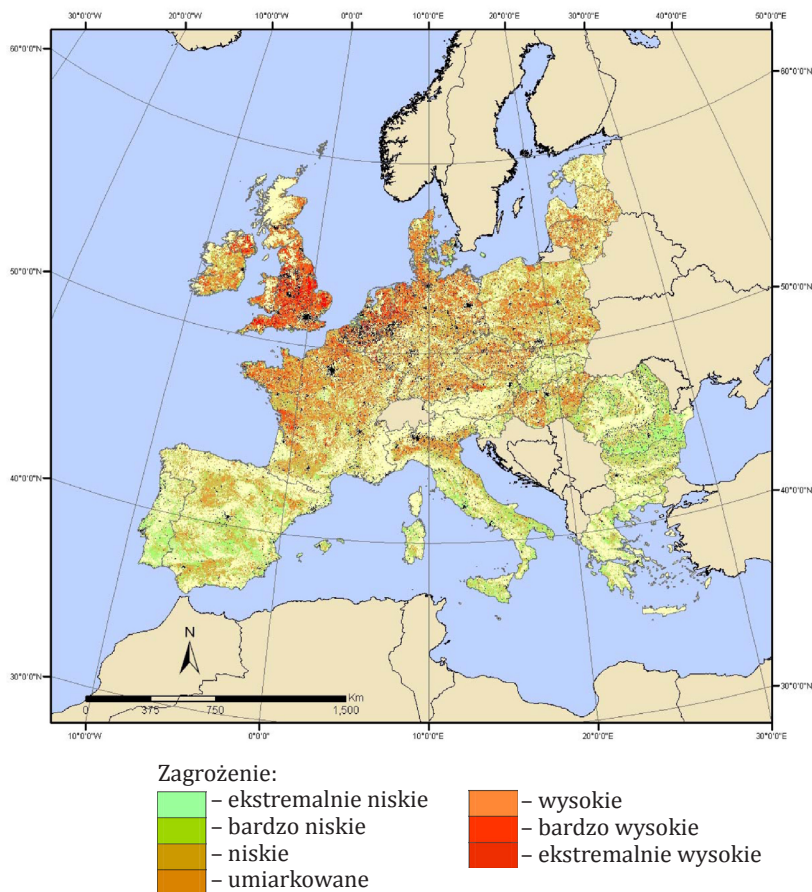 30°0'0"W 20°0'0"W 10°0'0"W 0°0'0" 10°0'0"E 20°0'0"E 30°0'0"E 40°0'0"E 50°0'0"E
60°0'0"N 60°0'0"N
50°0'0"N 50°0'0"N
40°0'0"N 40°0'0"N
30°0'0"N 30°0'0"N
N
Km
0 375 750 1,500
10°0'0"W 0°0'0" 10°0'0"E 20°0'0"E 30°0'0"E
Zagrożenie:
– ekstremalnie niskie
– bardzo niskie
– niskie
– umiarkowane
– wysokie
– bardzo wysokie
– ekstremalnie wysokie